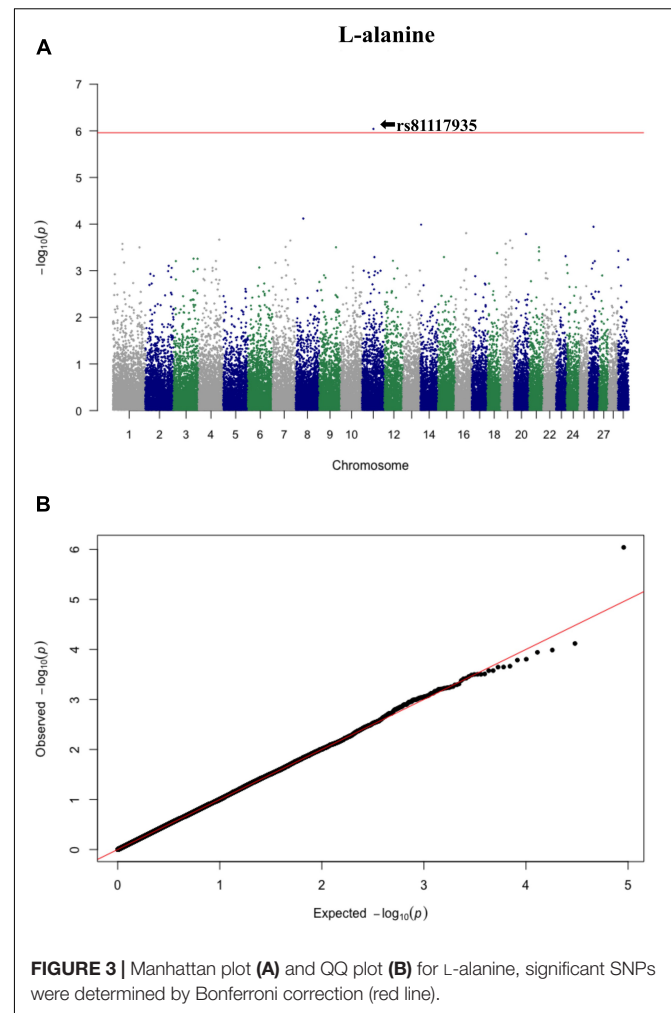 L-alanine
A
7
6
5
4
3
2
1
0
−log10(p)
rs81117935
1 2 3 4 5 6 7 8 9 10 12 14 16 18 20 22 24 27
Chromosome
B
6
5
4
3
2
1
0
Observed −log10(p)
0 1 2 3 4 5
Expected −log10(p)
FIGURE 3 | Manhattan plot (A) and QQ plot (B) for L-alanine, significant SNPs
were determined by Bonferroni correction (red line).